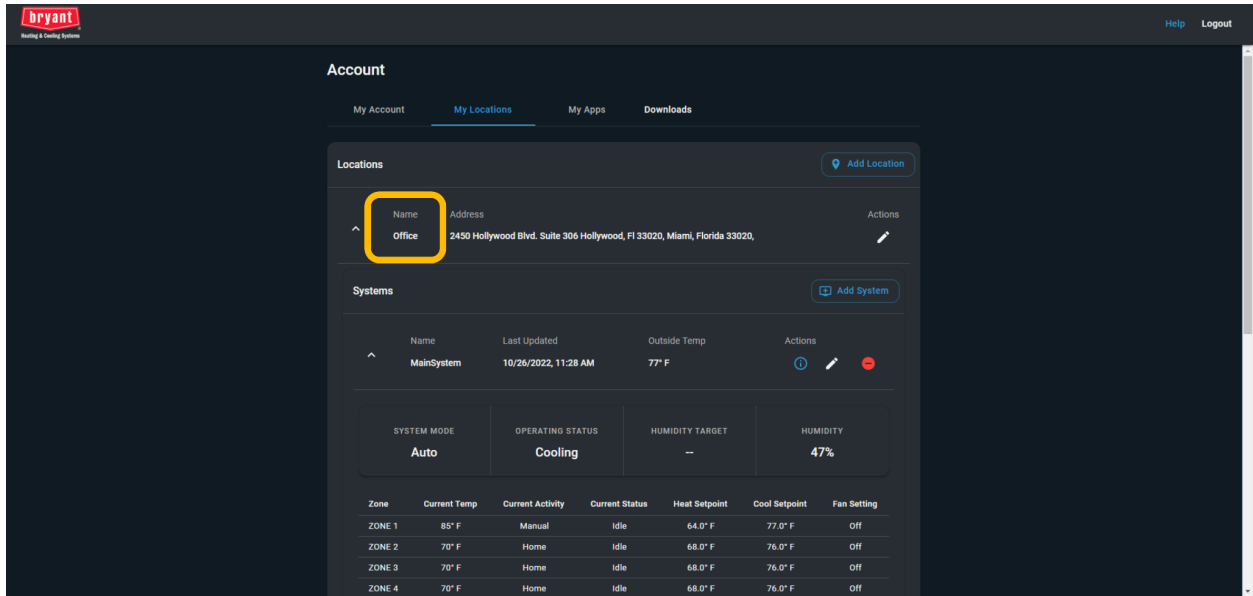 bryant
Heating & Cooling Systems
Help Logout
Account
My Account My Locations My Apps Downloads
Locations
Add Location
Name Address Actions
Office 2450 Hollywood Blvd. Suite 306 Hollywood, Fl 33020, Miami, Florida 33020,
Systems
Add System
Name Last Updated Outside Temp Actions
MainSystem 10/26/2022, 11:28 AM 77° F
SYSTEM MODE OPERATING STATUS HUMIDITY TARGET HUMIDITY
Auto Cooling -- 47%
Zone Current Temp Current Activity Current Status Heat Setpoint Cool Setpoint Fan Setting
ZONE 1 85° F Manual Idle 64.0° F 77.0° F Off
ZONE 2 70° F Home Idle 68.0° F 76.0° F Off
ZONE 3 70° F Home Idle 68.0° F 76.0° F Off
ZONE 4 70° F Home Idle 68.0° F 76.0° F Off